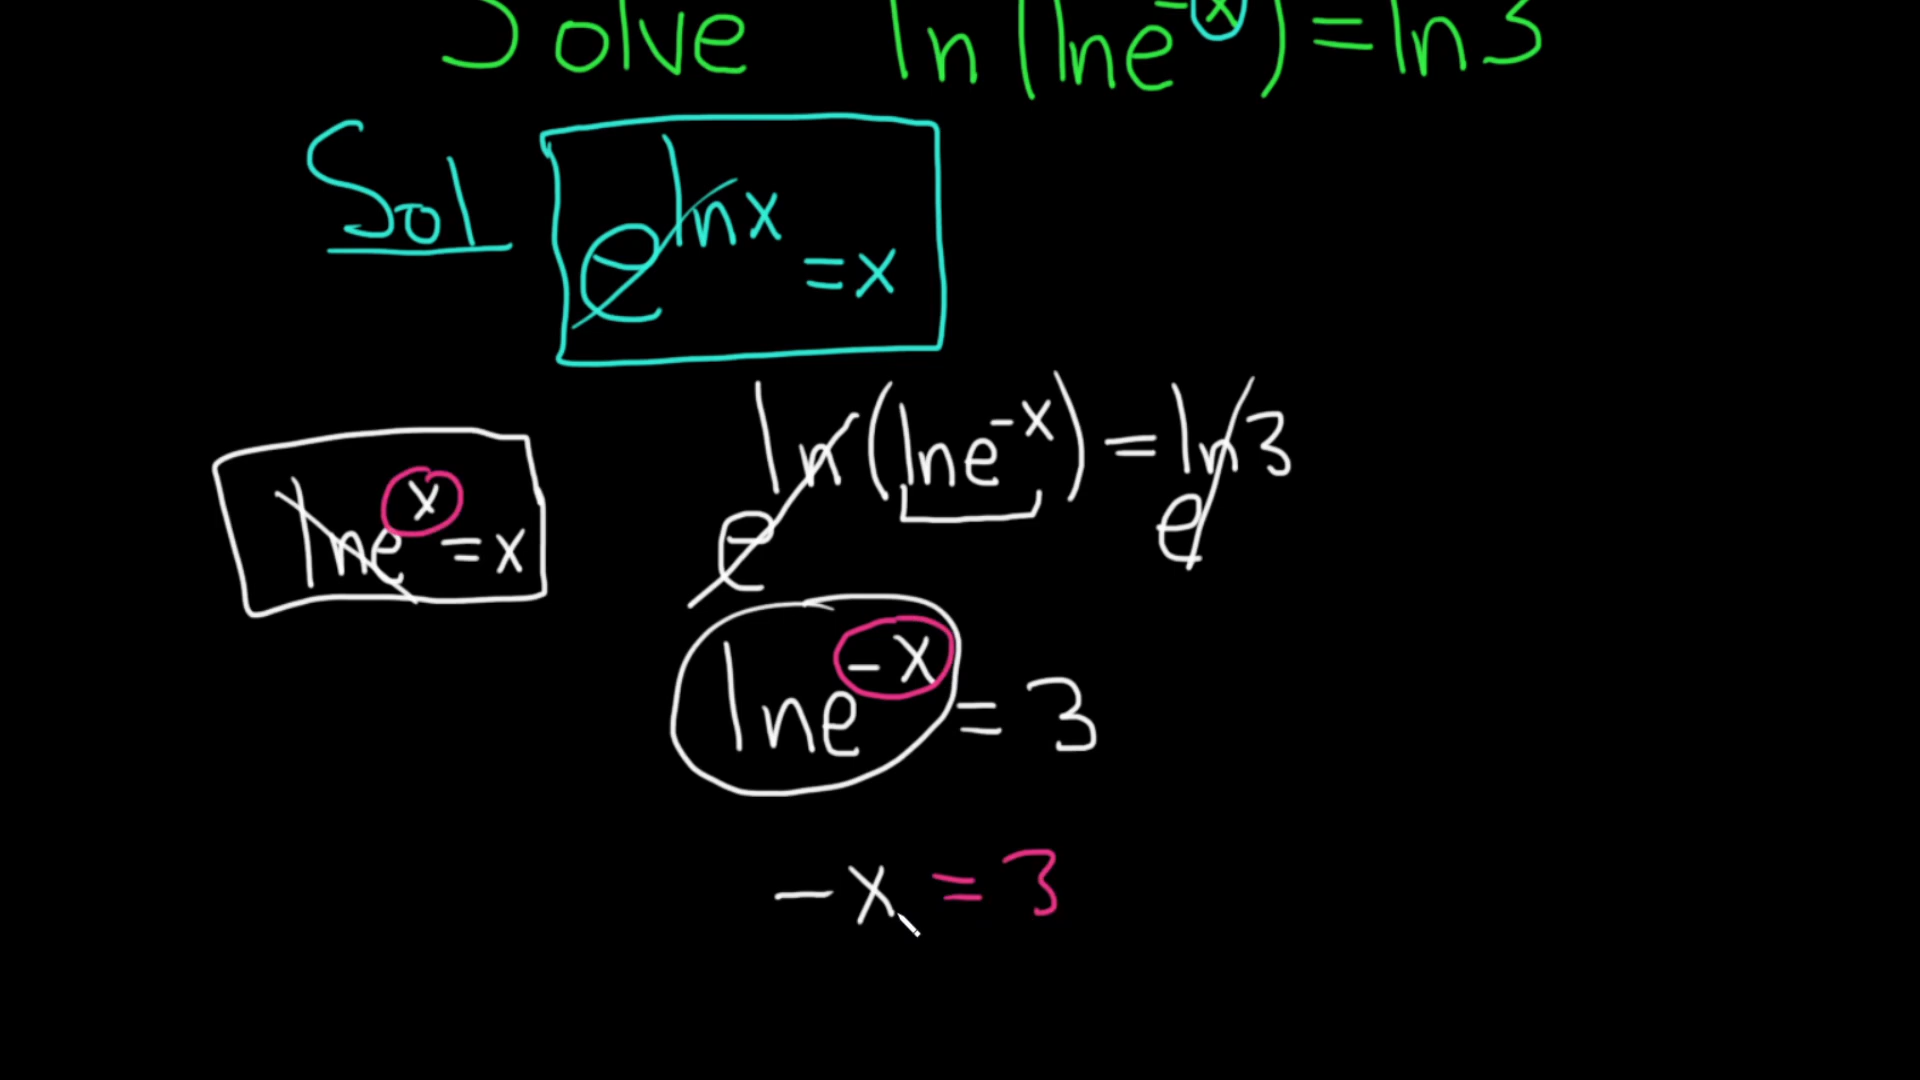 Solve ln(lne^-x)=ln3
Sol
e^lnx = x
ln(lne^-x)=ln3
e e
lne^x = x
lne^-x = 3
-x = 3